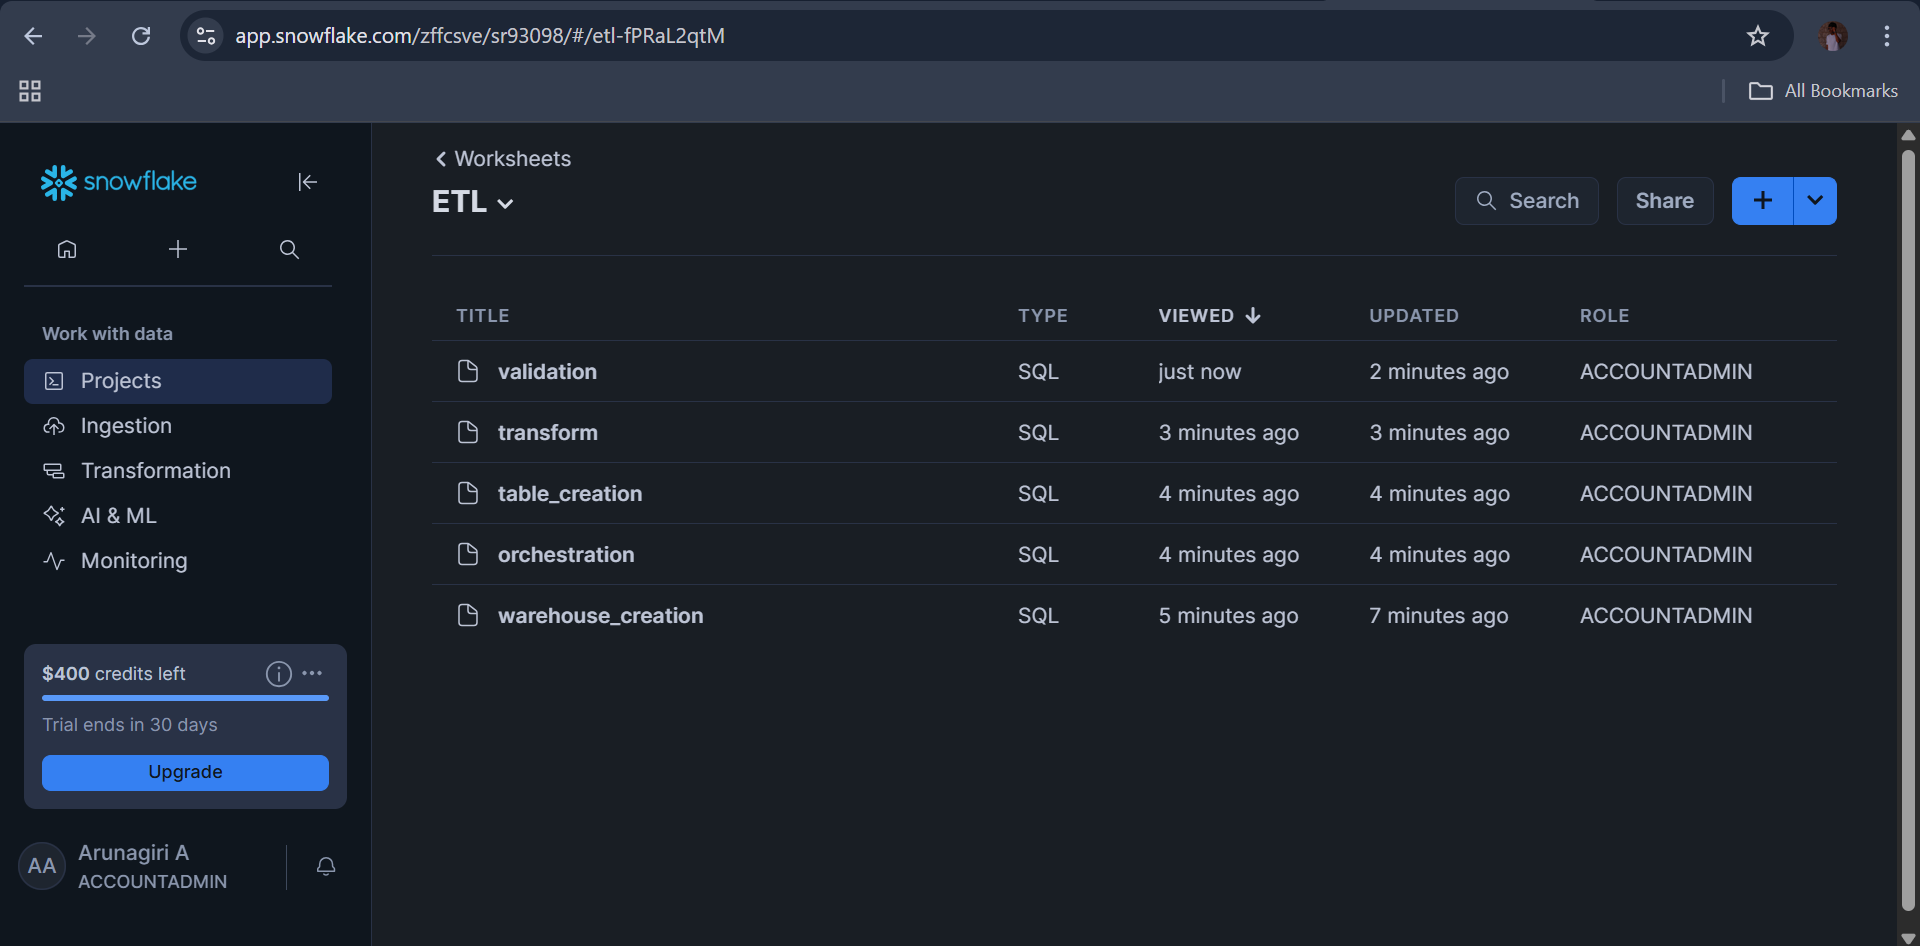 app.snowflake.com/zffcsve/sr93098/#/etl-fPRaL2qtM
All Bookmarks
snowflake
Work with data
Projects
Ingestion
Transformation
AI & ML
Monitoring
$400 credits left
Trial ends in 30 days
Upgrade
AA
Arunagiri A
ACCOUNTADMIN
Worksheets
ETL
Search
Share
TITLE TYPE VIEWED UPDATED ROLE
validation SQL just now 2 minutes ago ACCOUNTADMIN
transform SQL 3 minutes ago 3 minutes ago ACCOUNTADMIN
table_creation SQL 4 minutes ago 4 minutes ago ACCOUNTADMIN
orchestration SQL 4 minutes ago 4 minutes ago ACCOUNTADMIN
warehouse_creation SQL 5 minutes ago 7 minutes ago ACCOUNTADMIN